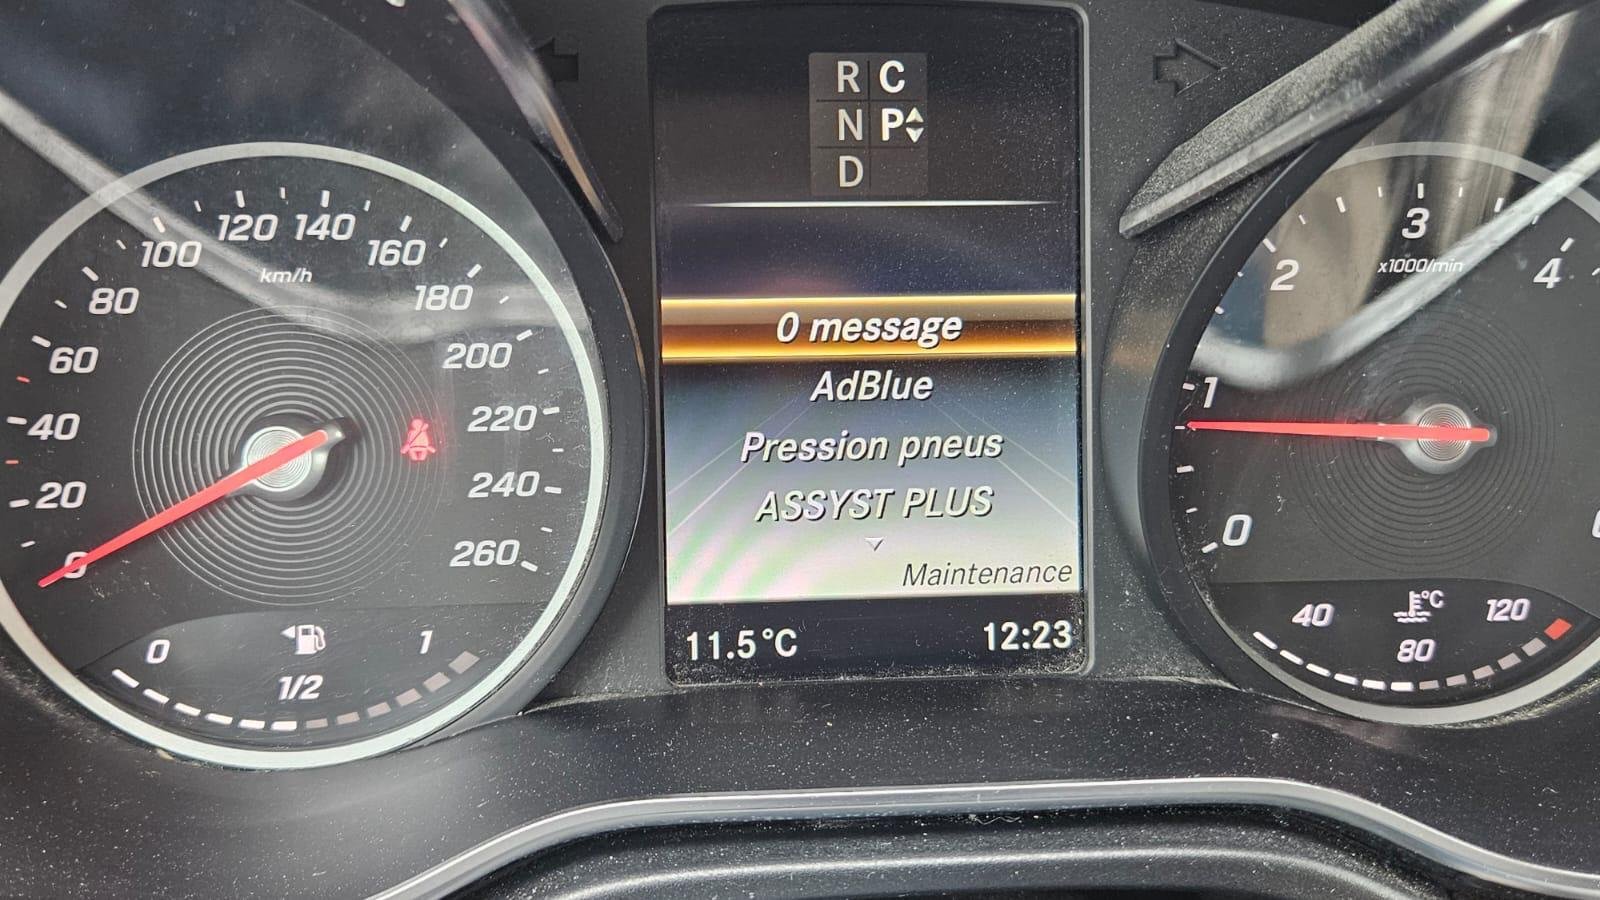 R C
N P
D
0 message
AdBlue
Pression pneus
ASSYST PLUS
Maintenance
11.5°C
12:23
0
20
40
60
80
100
120
140
160
180
200
220
240
260
km/h
0
1/2
1
0
1
2
3
4
x1000/min
40
80
120
°C